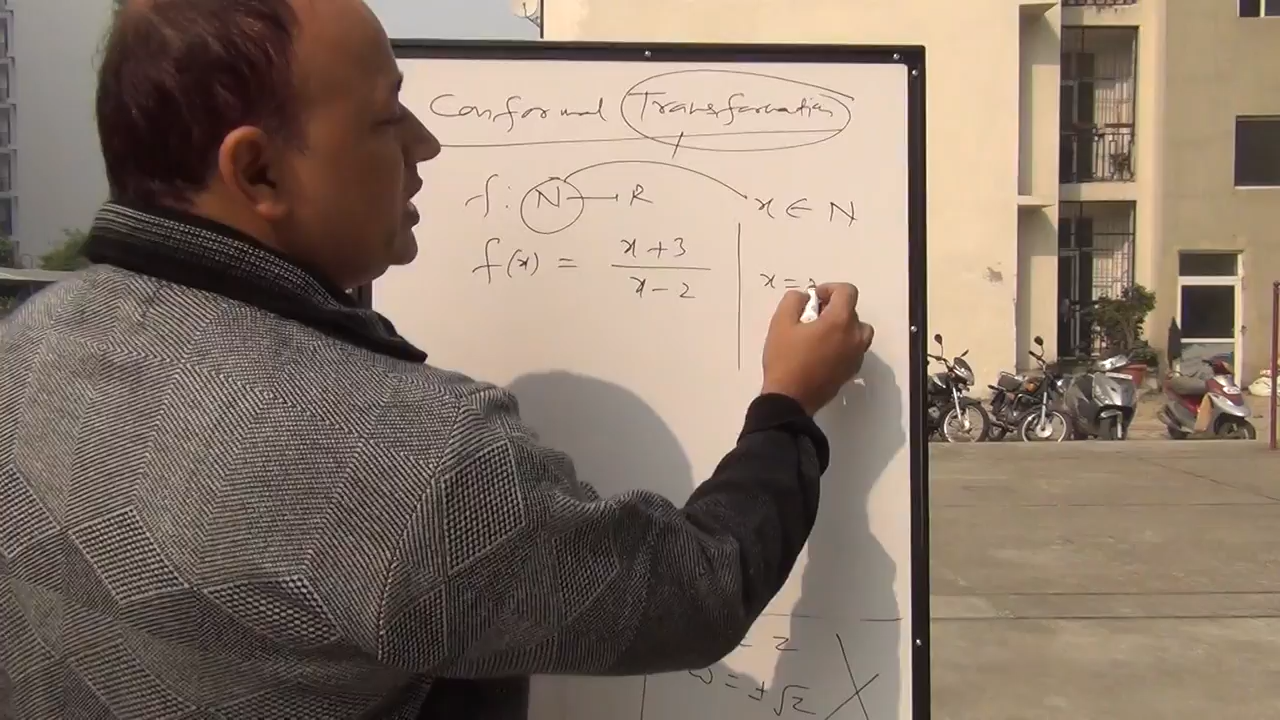 Conformal Transformation
f: N → R
x ∈ N
f(x) = x+3 / x-2
x =
= z
w = ±√z